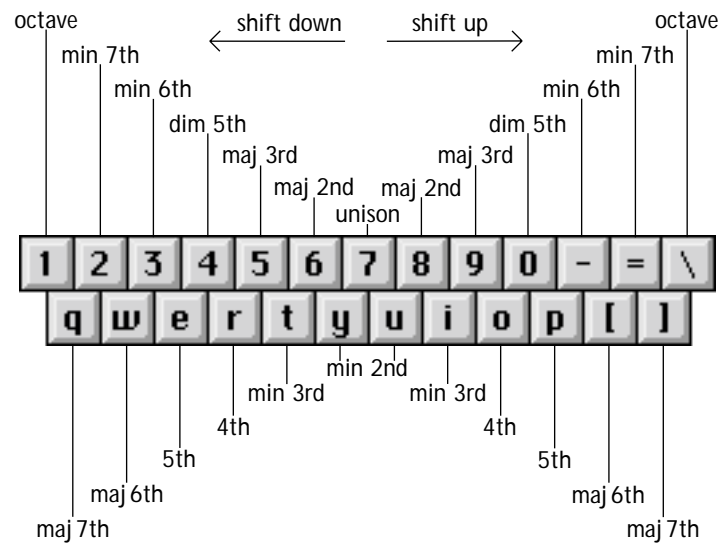 octave shift down shift up octave
min 7th min 7th
min 6th min 6th
dim 5th dim 5th
maj 3rd maj 3rd
maj 2nd maj 2nd
unison
1 2 3 4 5 6 7 8 9 0 - = \
q w e r t y u i o p [ ]
min 2nd
min 3rd min 3rd
4th 4th
5th 5th
maj 6th maj 6th
maj 7th maj 7th